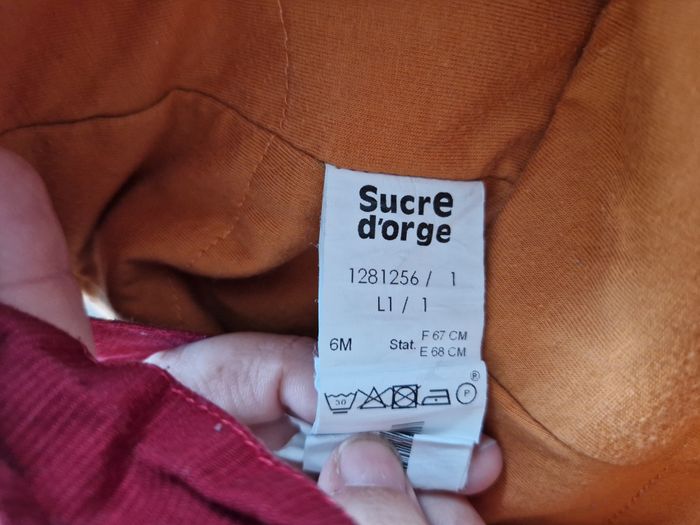 Sucre
d'orge
1281256 / 1
L1 / 1
6M Stat. F 67 CM
E 68 CM
®
30 P